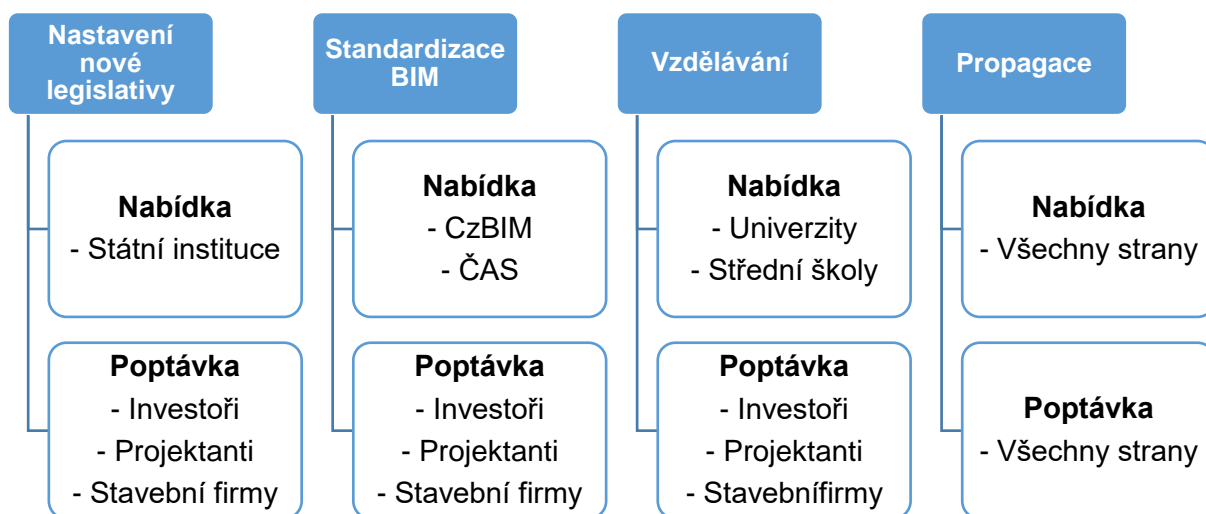 Nastavení
nové
legislativy
Nabídka
- Státní instituce
Poptávka
- Investoři
- Projektanti
- Stavební firmy
Standardizace
BIM
Nabídka
- CzBIM
- ČAS
Poptávka
- Investoři
- Projektanti
- Stavební firmy
Vzdělávání
Nabídka
- Univerzity
- Střední školy
Poptávka
- Investoři
- Projektanti
- Stavebnífirmy
Propagace
Nabídka
- Všechny strany
Poptávka
- Všechny strany